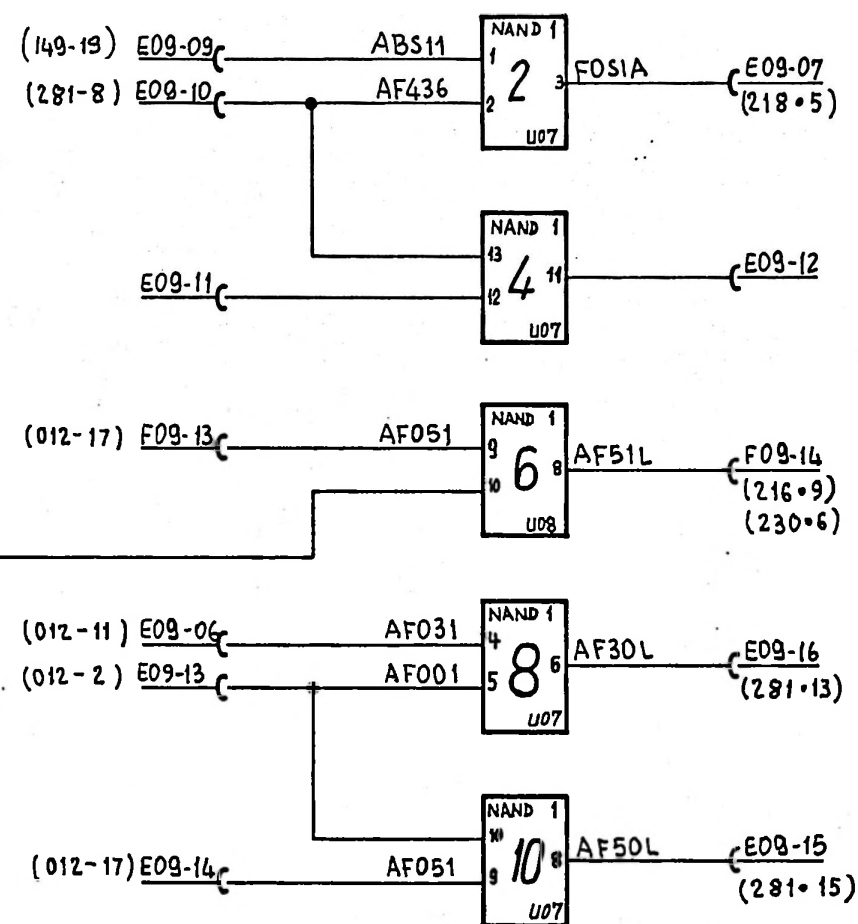 NAND 1
(149-19) E09-09 ABS11 1
2 3 FOS1A E09-07
(281-8) E09-10 AF436 2
(218•5)
U07
NAND 1
13
4 11 E09-12
E09-11 12
U07
NAND 1
(012-17) F09-13 AF051 9
6 8 AF51L F09-14
10
(216•9)
U08
(230•6)
NAND 1
(012-11) E09-06 AF031 4
8 6 AF30L E09-16
(012-2) E09-13 AF001 5
(281•13)
U07
NAND 1
10
10 8 AF50L E09-15
(012-17) E09-14 AF051 9
(281•15)
U07